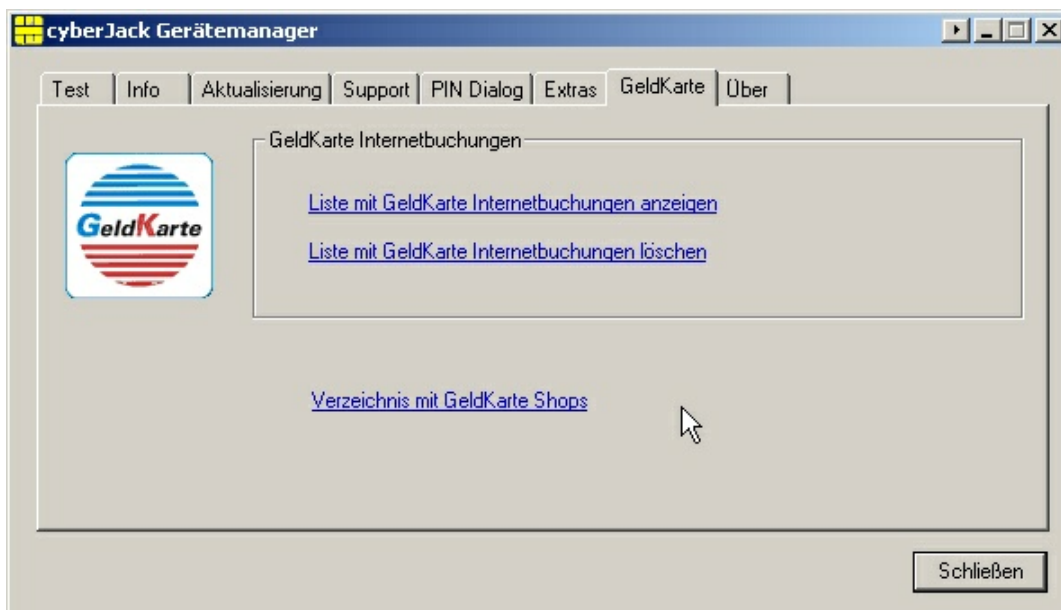 cyberJack Gerätemanager
Test Info Aktualisierung Support PIN Dialog Extras GeldKarte Über
GeldKarte Internetbuchungen
GeldKarte
Liste mit GeldKarte Internetbuchungen anzeigen
Liste mit GeldKarte Internetbuchungen löschen
Verzeichnis mit GeldKarte Shops
Schließen